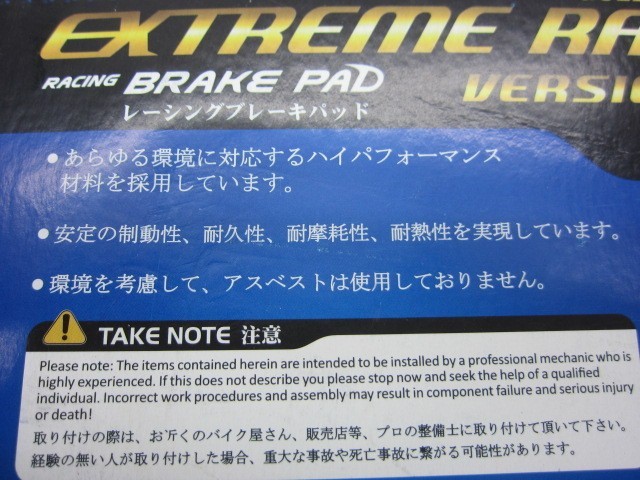 EXTREME RA
RACING BRAKE PAD
VERSIO
レーシングブレーキパッド
●あらゆる環境に対応するハイパフォーマンス
材料を採用しています。
●安定の制動性、耐久性、耐摩耗性、耐熱性を実現しています。
●環境を考慮して、アスベストは使用しておりません。
TAKE NOTE 注意
Please note: The items contained herein are intended to be installed by a professional mechanic who is
highly experienced. If this does not describe you please stop now and seek the help of a qualified
individual. Incorrect work procedures and assembly may result in component failure and serious injury
or death!
取り付けの際は、お近くのバイク屋さん、販売店等、プロの整備士に取り付けて頂いて下さい。
経験の無い人が取り付けした場合、重大な事故や死亡事故に繋がる可能性があります。